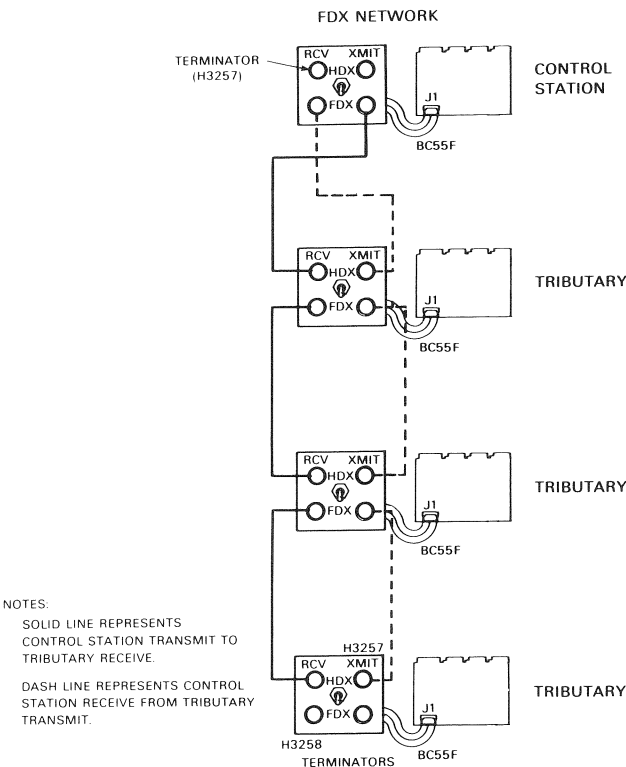 FDX NETWORK
RCV XMIT
TERMINATOR
(H3257)
HDX
FDX
J1
BC55F
CONTROL
STATION
RCV XMIT
HDX
FDX
J1
BC55F
TRIBUTARY
RCV XMIT
HDX
FDX
J1
BC55F
TRIBUTARY
NOTES:
SOLID LINE REPRESENTS
CONTROL STATION TRANSMIT TO
TRIBUTARY RECEIVE.
DASH LINE REPRESENTS CONTROL
STATION RECEIVE FROM TRIBUTARY
TRANSMIT.
H3257
RCV XMIT
HDX
FDX
J1
BC55F
TRIBUTARY
H3258
TERMINATORS